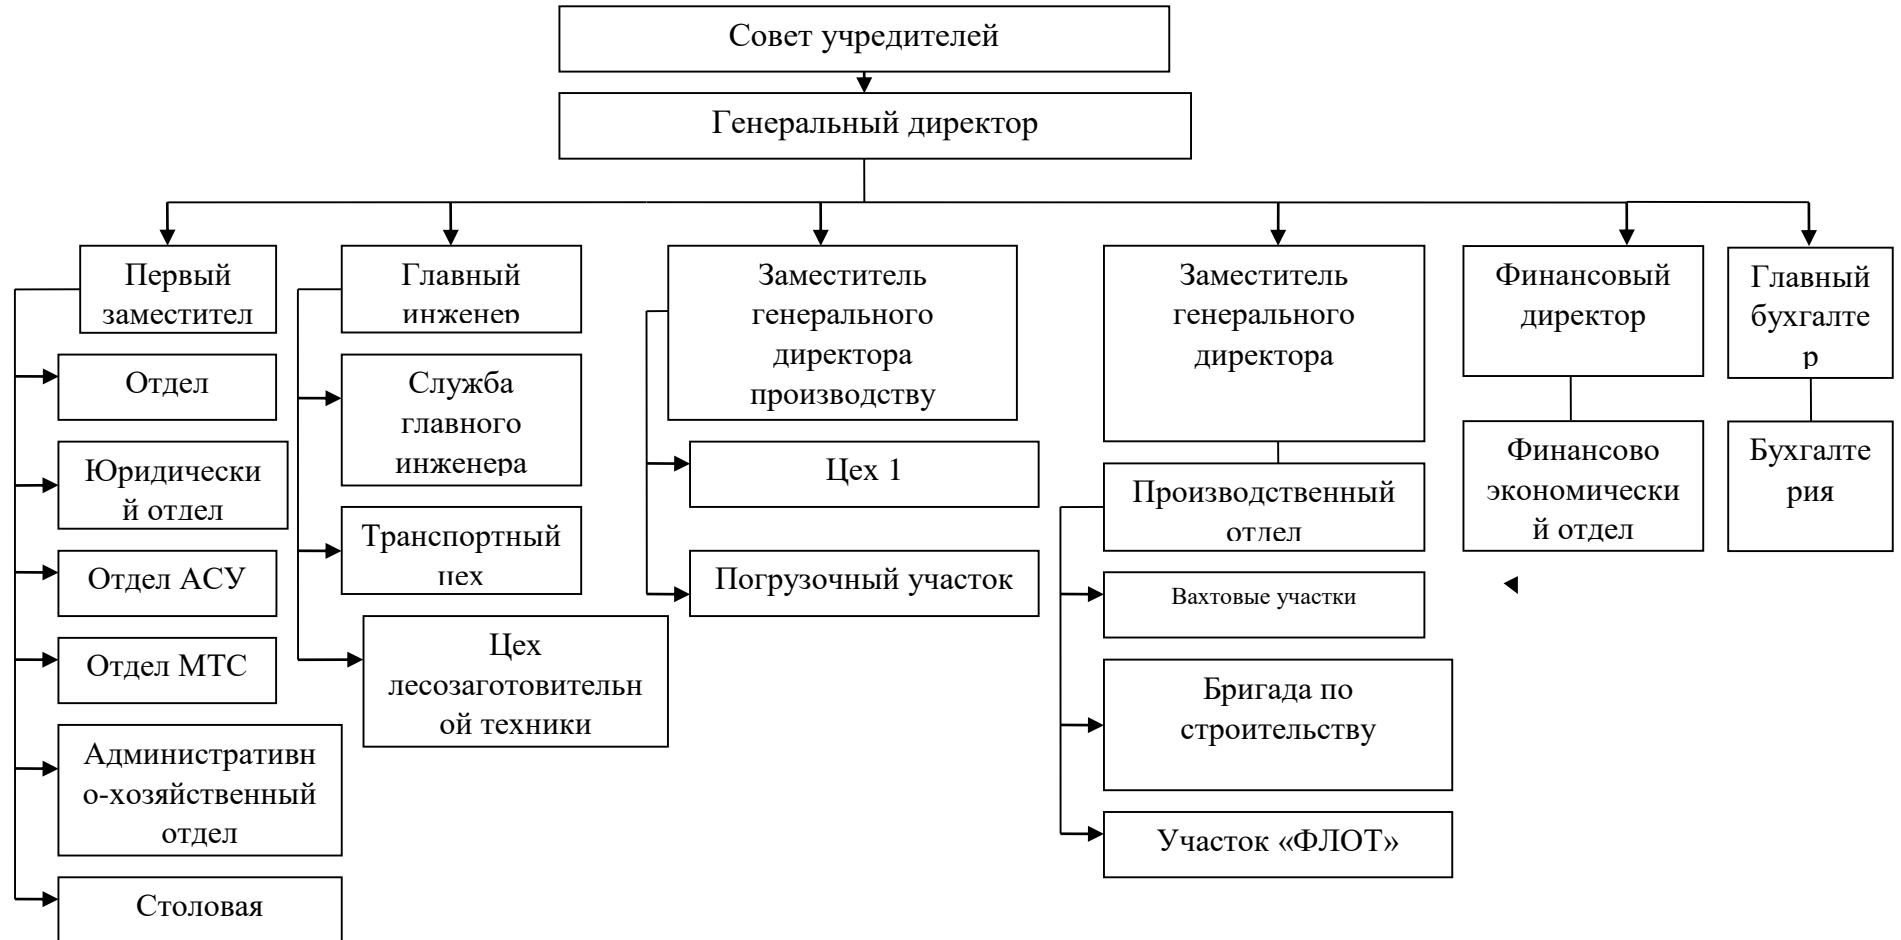 Совет учредителей
Генеральный директор
Первый
заместител
Главный
инженер
Заместитель
генерального
директора
производству
Заместитель
генерального
директора
Финансовый
директор
Главный
бухгалте
р
Отдел
Юридически
й отдел
Отдел АСУ
Отдел МТС
Административн
о-хозяйственный
отдел
Столовая
Служба
главного
инженера
Транспортный
цех
Цех
лесозаготовительн
ой техники
Цех 1
Погрузочный участок
Производственный
отдел
Вахтовые участки
Бригада по
строительству
Участок «ФЛОТ»
Финансово
экономически
й отдел
Бухгалте
рия